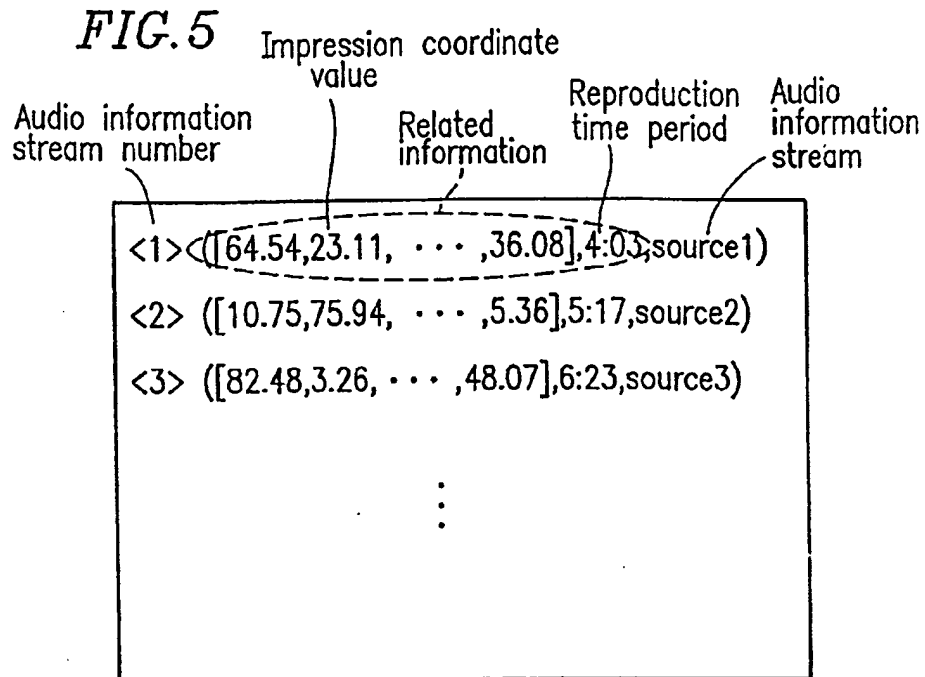 FIG. 5
Impression coordinate
value
Audio information
stream number
Related
information
Reproduction
time period
Audio
information
stream
<1> ([64.54,23.11, ··· ,36.08],4:03,source1)
<2> ([10.75,75.94, ··· ,5.36],5:17,source2)
<3> ([82.48,3.26, ··· ,48.07],6:23,source3)